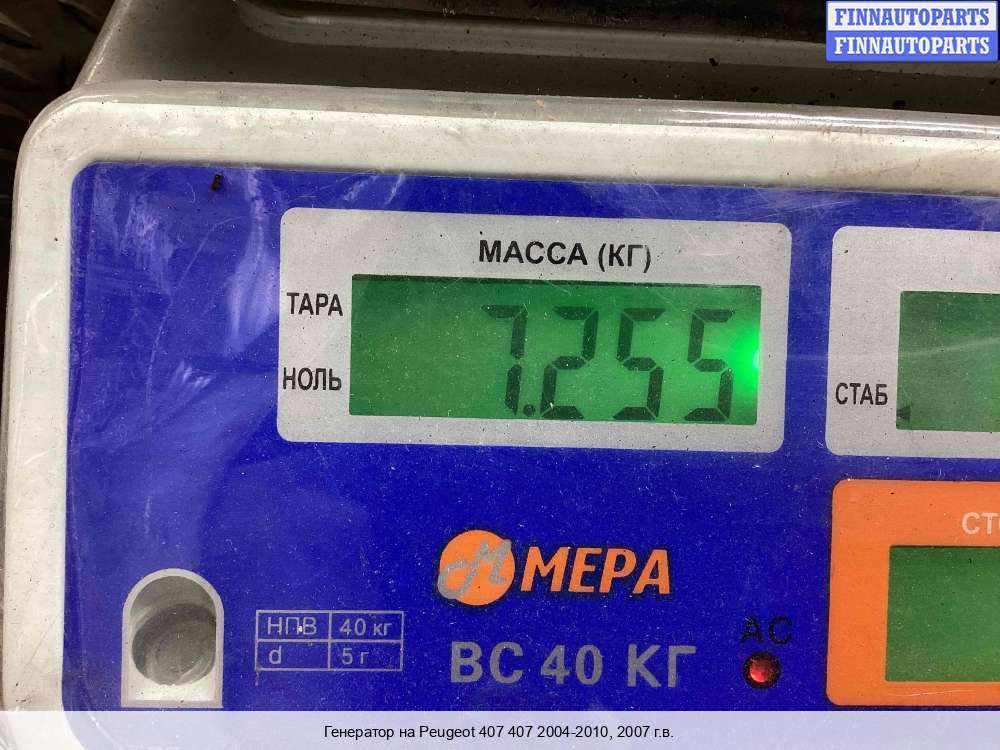 FINNAUTOPARTS
FINNAUTOPARTS
МАССА (КГ)
ТАРА
7.255
НОЛЬ
СТАБ
МЕРА
НПВ 40 кг
d 5 г
ВС 40 КГ
AC
Генератор на Peugeot 407 407 2004-2010, 2007 г.в.